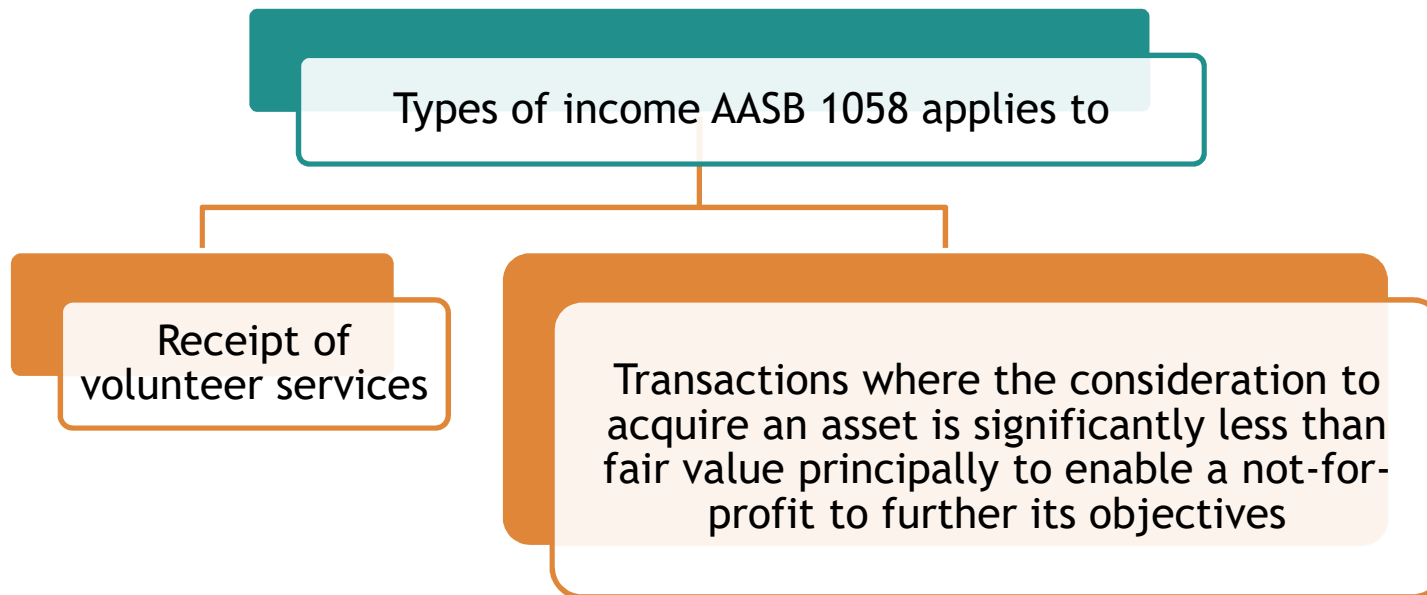 Types of income AASB 1058 applies to
Receipt of
volunteer services
Transactions where the consideration to
acquire an asset is significantly less than
fair value principally to enable a not-for-
profit to further its objectives